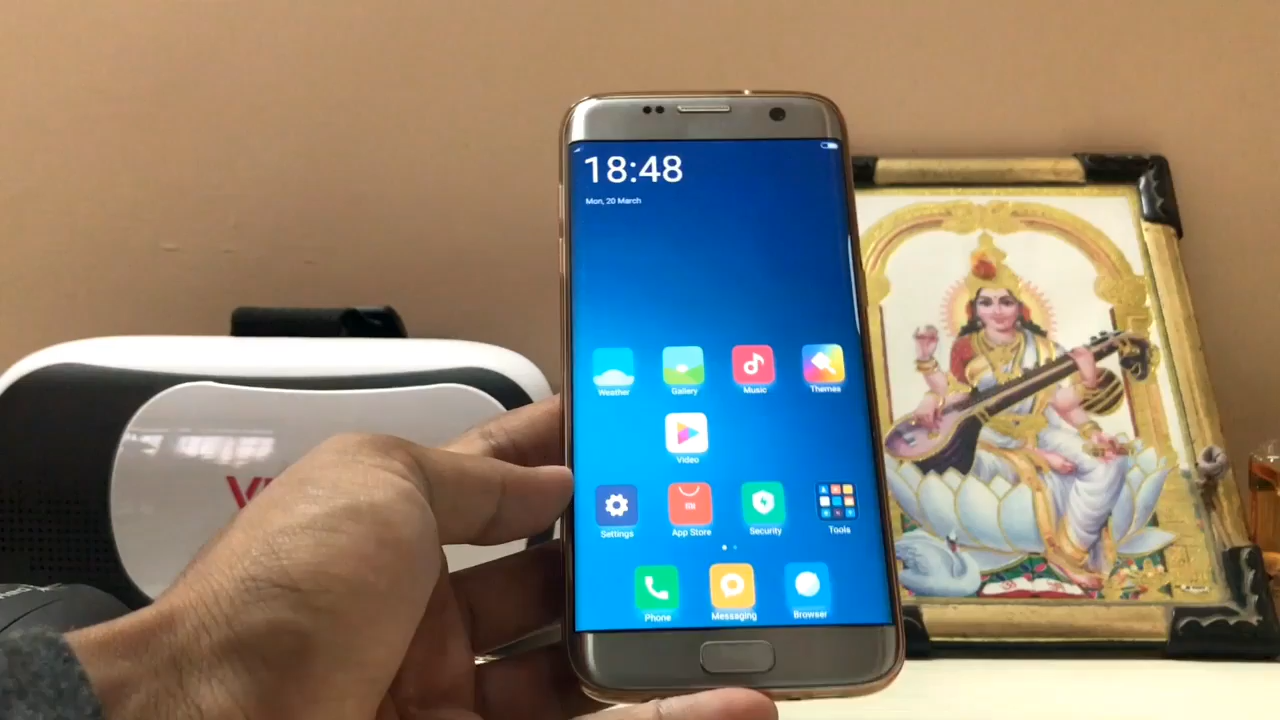 18:48
Mon, 20 March
Weather
Gallery
Music
Themes
Video
Settings
App Store
Security
Tools
Phone
Messaging
Browser